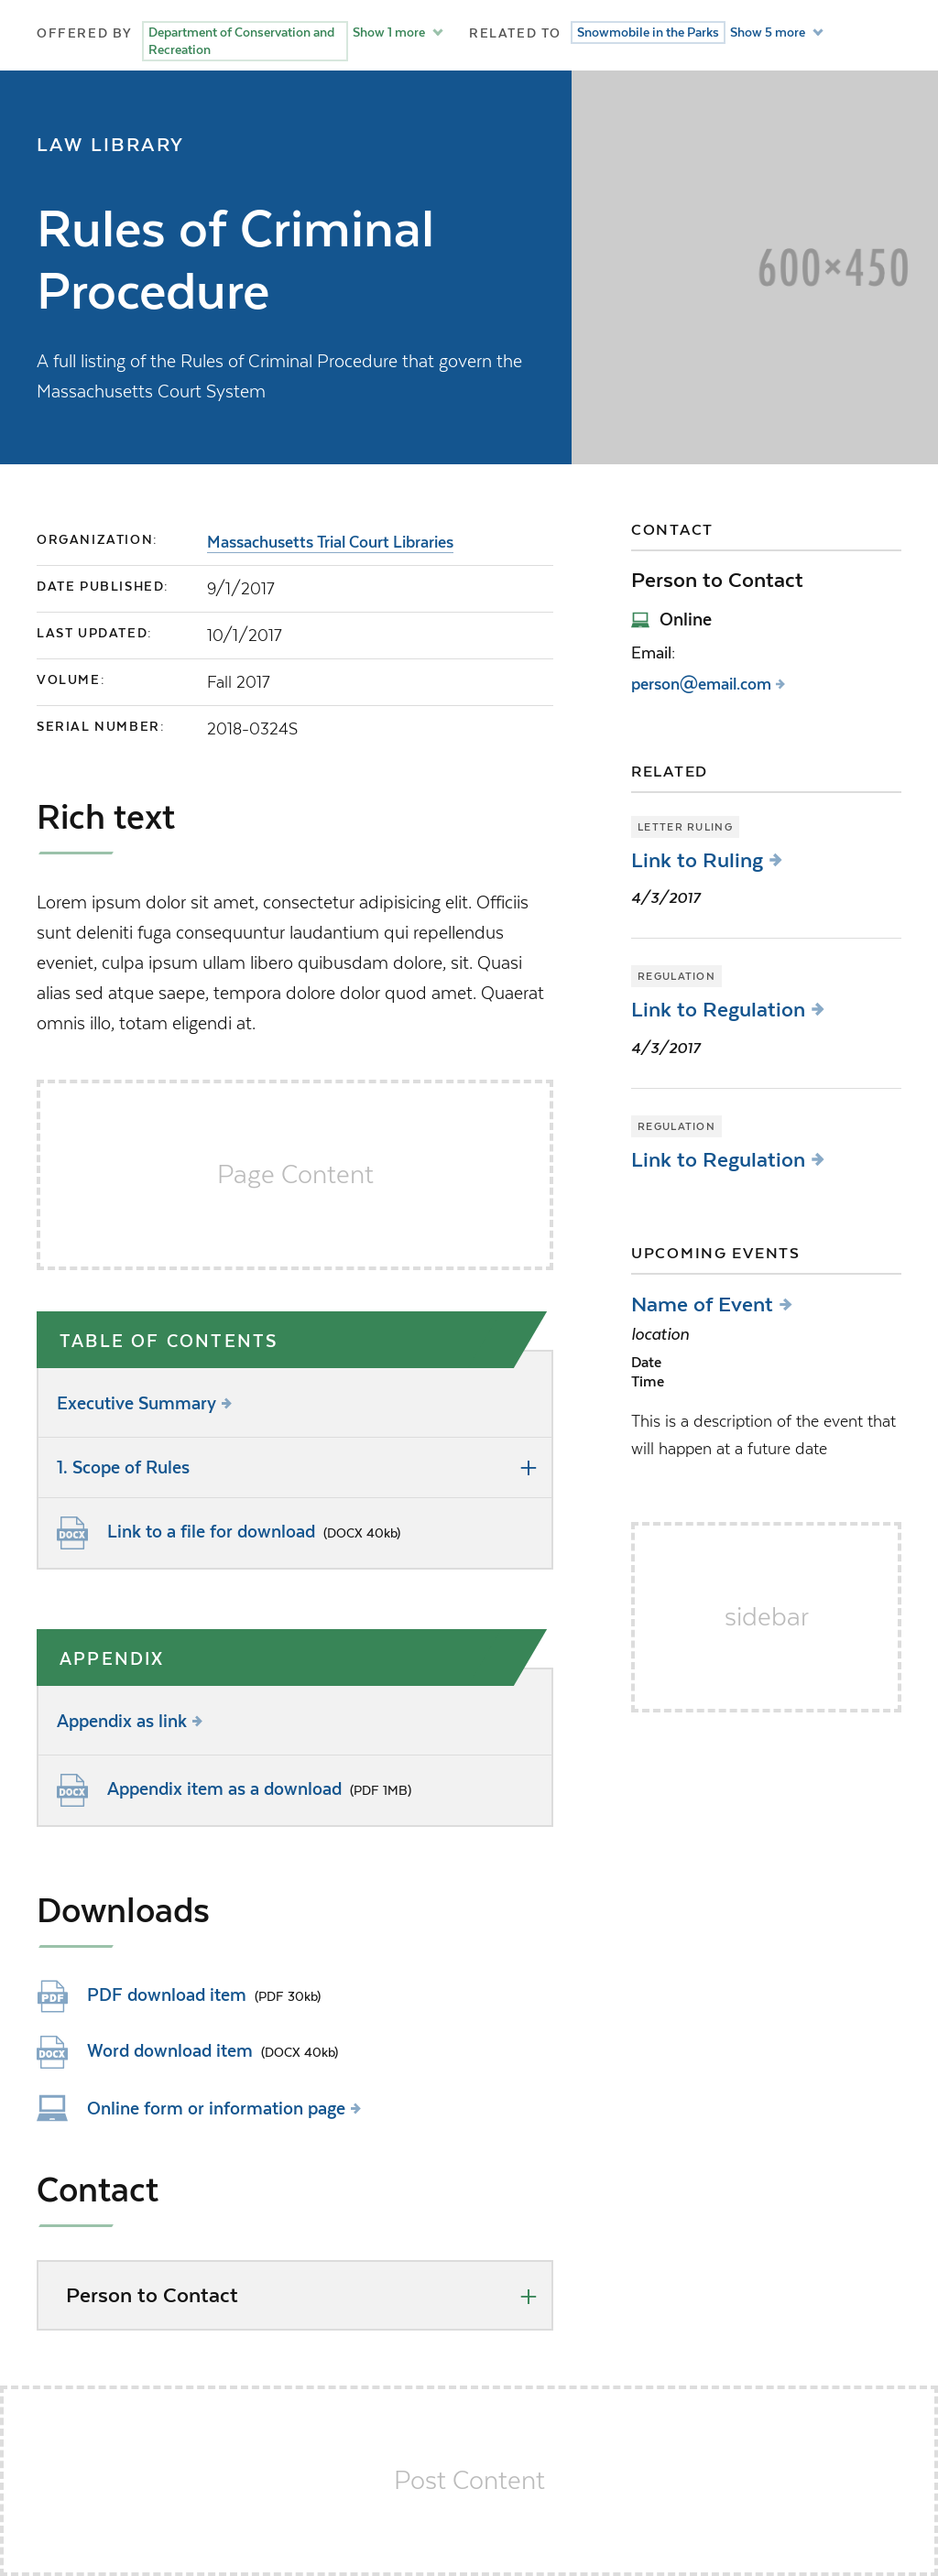 OFFERED BY
Department of Conservation and
Recreation
Show 1 more
RELATED TO
Snowmobile in the Parks
Show 5 more
LAW LIBRARY
Rules of Criminal
Procedure
A full listing of the Rules of Criminal Procedure that govern the
Massachusetts Court System
600×450
ORGANIZATION:
Massachusetts Trial Court Libraries
DATE PUBLISHED:
9/1/2017
LAST UPDATED:
10/1/2017
VOLUME:
Fall 2017
SERIAL NUMBER:
2018-0324S
Rich text
Lorem ipsum dolor sit amet, consectetur adipisicing elit. Officiis
sunt deleniti fuga consequuntur laudantium qui repellendus
eveniet, culpa ipsum ullam libero quibusdam dolore, sit. Quasi
alias sed atque saepe, tempora dolore dolor quod amet. Quaerat
omnis illo, totam eligendi at.
Page Content
TABLE OF CONTENTS
Executive Summary
1. Scope of Rules
DOCX
Link to a file for download (DOCX 40kb)
APPENDIX
Appendix as link
DOCX
Appendix item as a download (PDF 1MB)
Downloads
PDF
PDF download item (PDF 30kb)
DOCX
Word download item (DOCX 40kb)
Online form or information page
Contact
Person to Contact
CONTACT
Person to Contact
Online
Email:
person@email.com
RELATED
LETTER RULING
Link to Ruling
4/3/2017
REGULATION
Link to Regulation
4/3/2017
REGULATION
Link to Regulation
UPCOMING EVENTS
Name of Event
location
Date
Time
This is a description of the event that
will happen at a future date
sidebar
Post Content